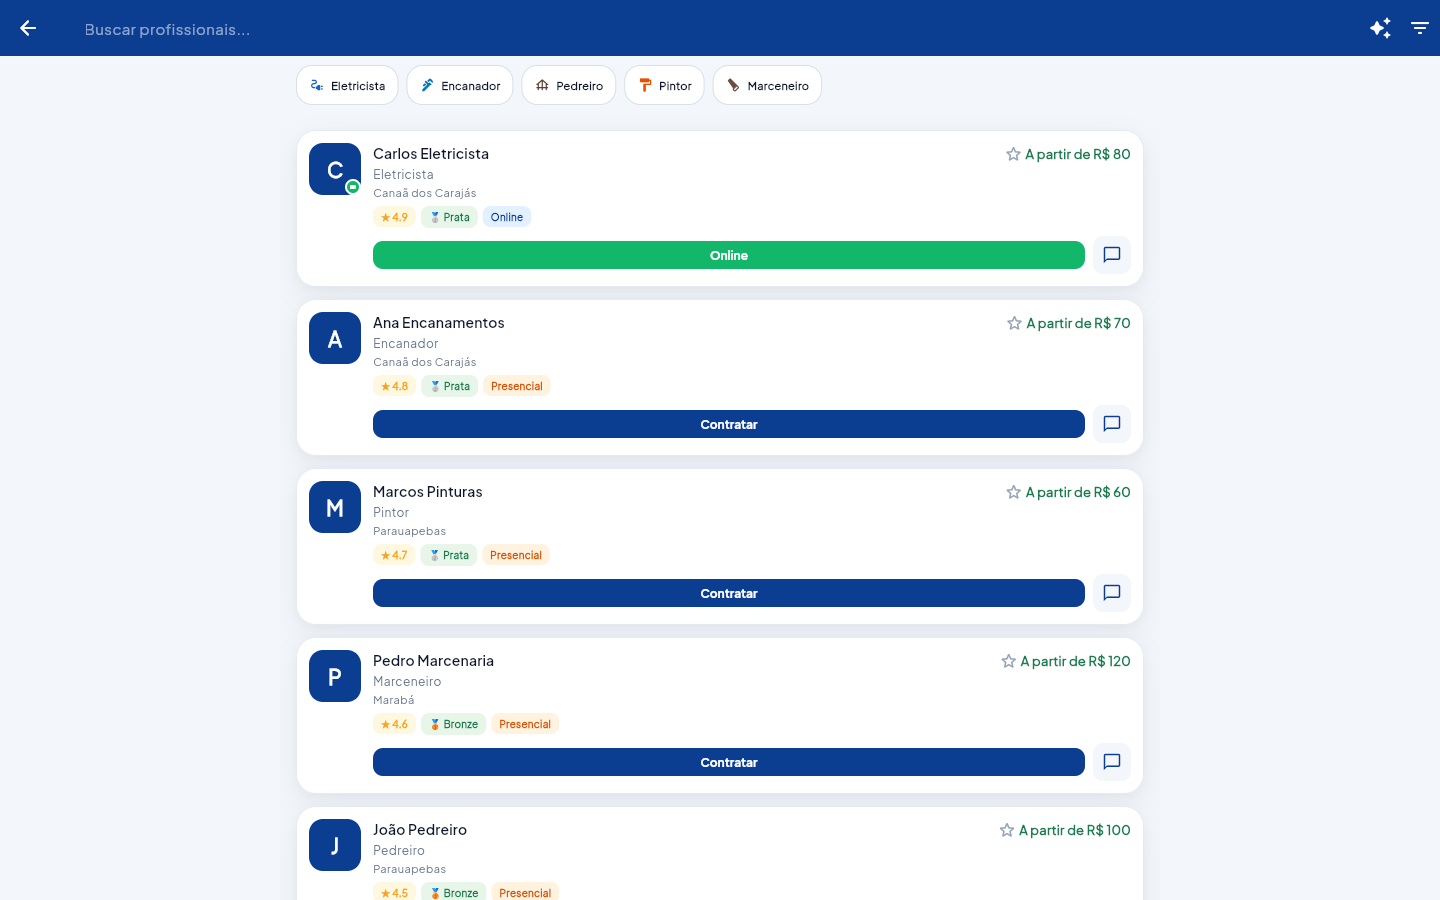 Buscar profissionais...
Eletricista Encanador Pedreiro Pintor Marceneiro
C Carlos Eletricista A partir de R$ 80
Eletricista
Canaã dos Carajás
★4.9 Prata Online
Online
A Ana Encanamentos A partir de R$ 70
Encanador
Canaã dos Carajás
★4.8 Prata Presencial
Contratar
M Marcos Pinturas A partir de R$ 60
Pintor
Parauapebas
★4.7 Prata Presencial
Contratar
P Pedro Marcenaria A partir de R$ 120
Marceneiro
Marabá
★4.6 Bronze Presencial
Contratar
J João Pedreiro A partir de R$ 100
Pedreiro
Parauapebas
★4.5 Bronze Presencial